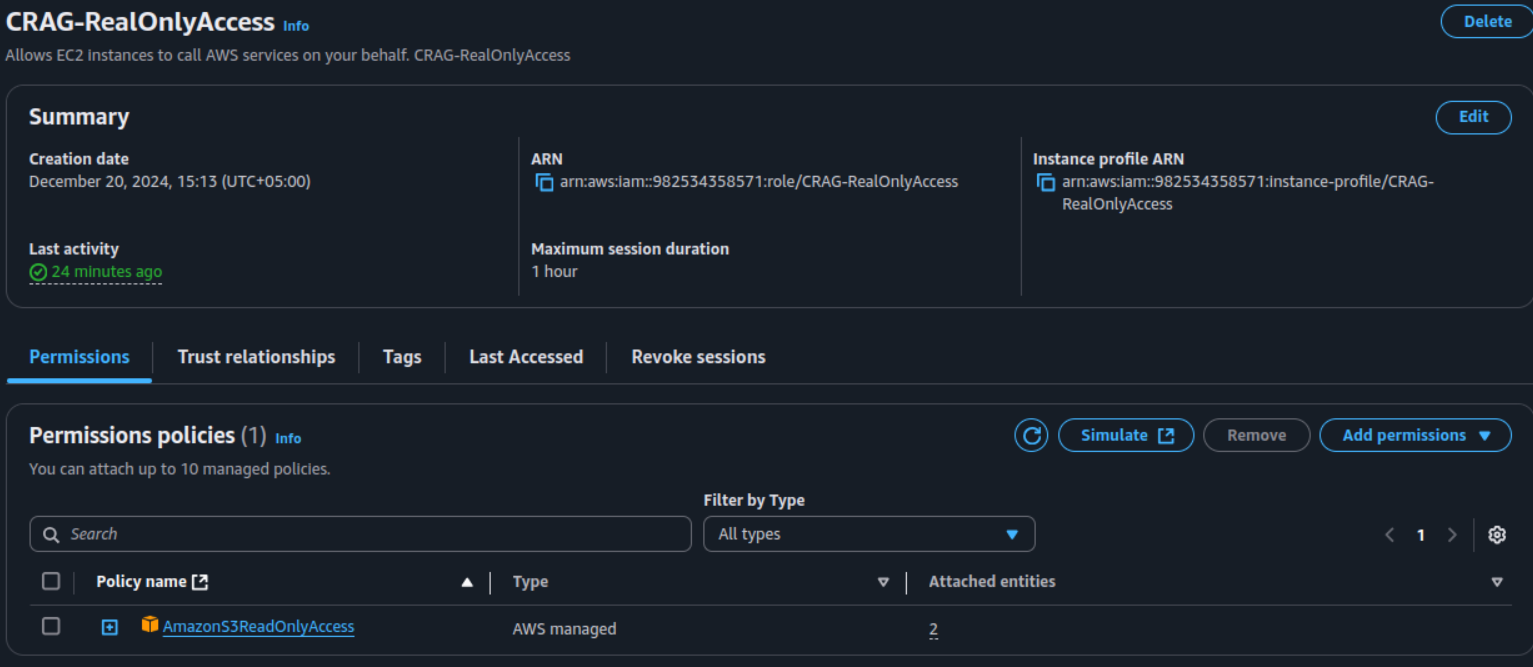 CRAG-RealOnlyAccess Info
Delete
Allows EC2 instances to call AWS services on your behalf. CRAG-RealOnlyAccess
Summary
Edit
Creation date
December 20, 2024, 15:13 (UTC+05:00)
ARN
arn:aws:iam::982534358571:role/CRAG-RealOnlyAccess
Instance profile ARN
arn:aws:iam::982534358571:instance-profile/CRAG-
RealOnlyAccess
Last activity
24 minutes ago
Maximum session duration
1 hour
Permissions
Trust relationships
Tags
Last Accessed
Revoke sessions
Permissions policies (1) Info
Simulate
Remove
Add permissions
You can attach up to 10 managed policies.
Filter by Type
Search
All types
1
Policy name
Type
Attached entities
AmazonS3ReadOnlyAccess
AWS managed
2